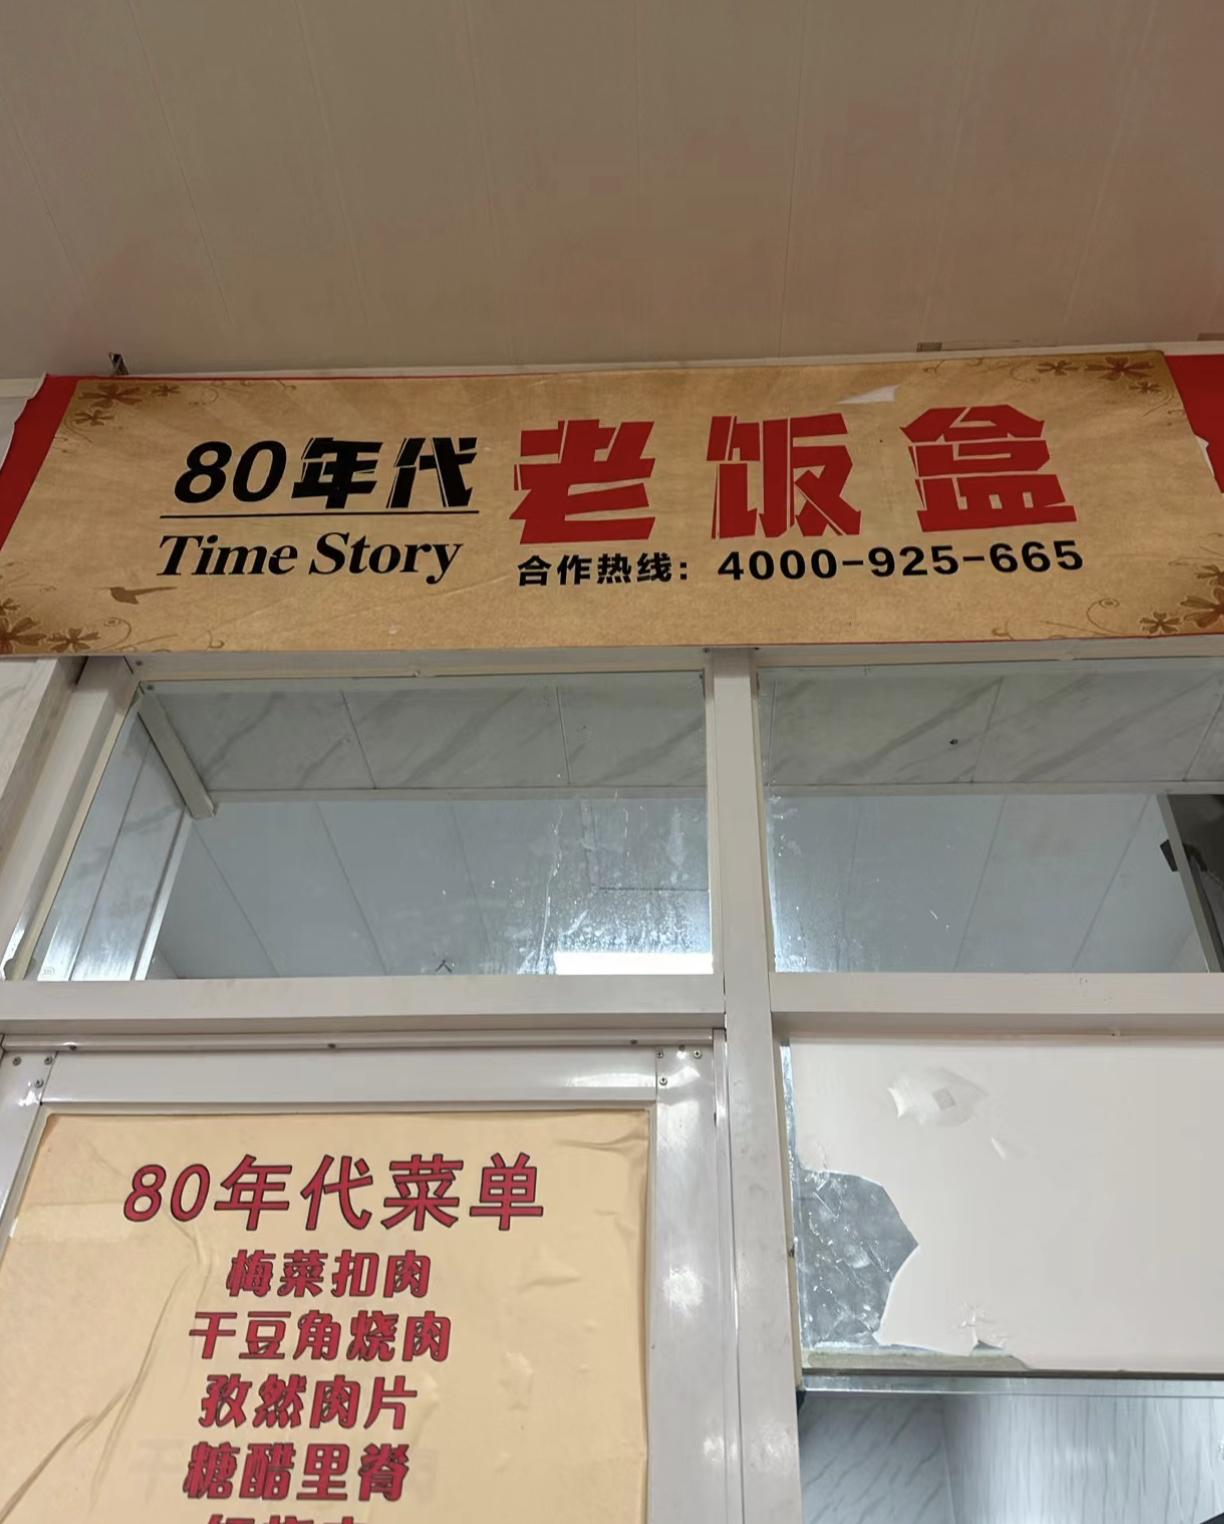 80年代
老饭盒
Time Story
合作热线：4000-925-665
80年代菜单
梅菜扣肉
干豆角烧肉
孜然肉片
糖醋里脊